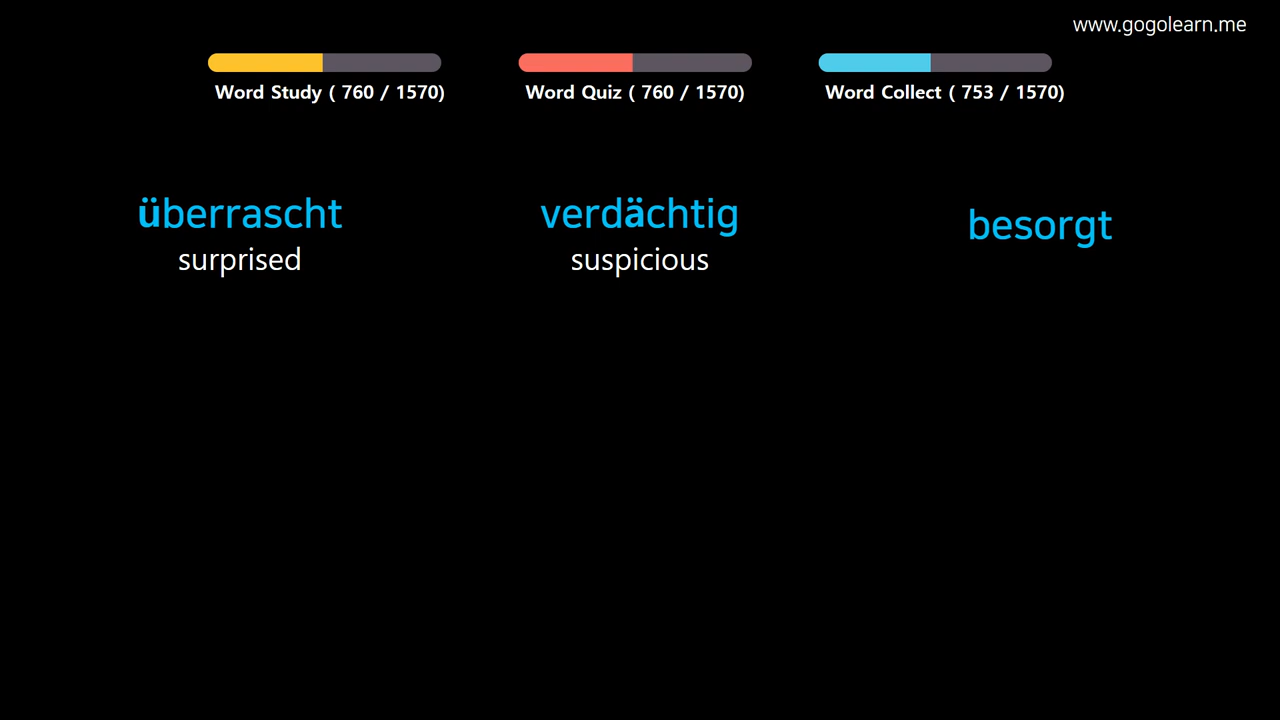 www.gogolearn.me
Word Study ( 760 / 1570)
Word Quiz ( 760 / 1570)
Word Collect ( 753 / 1570)
überrascht
surprised
verdächtig
suspicious
besorgt